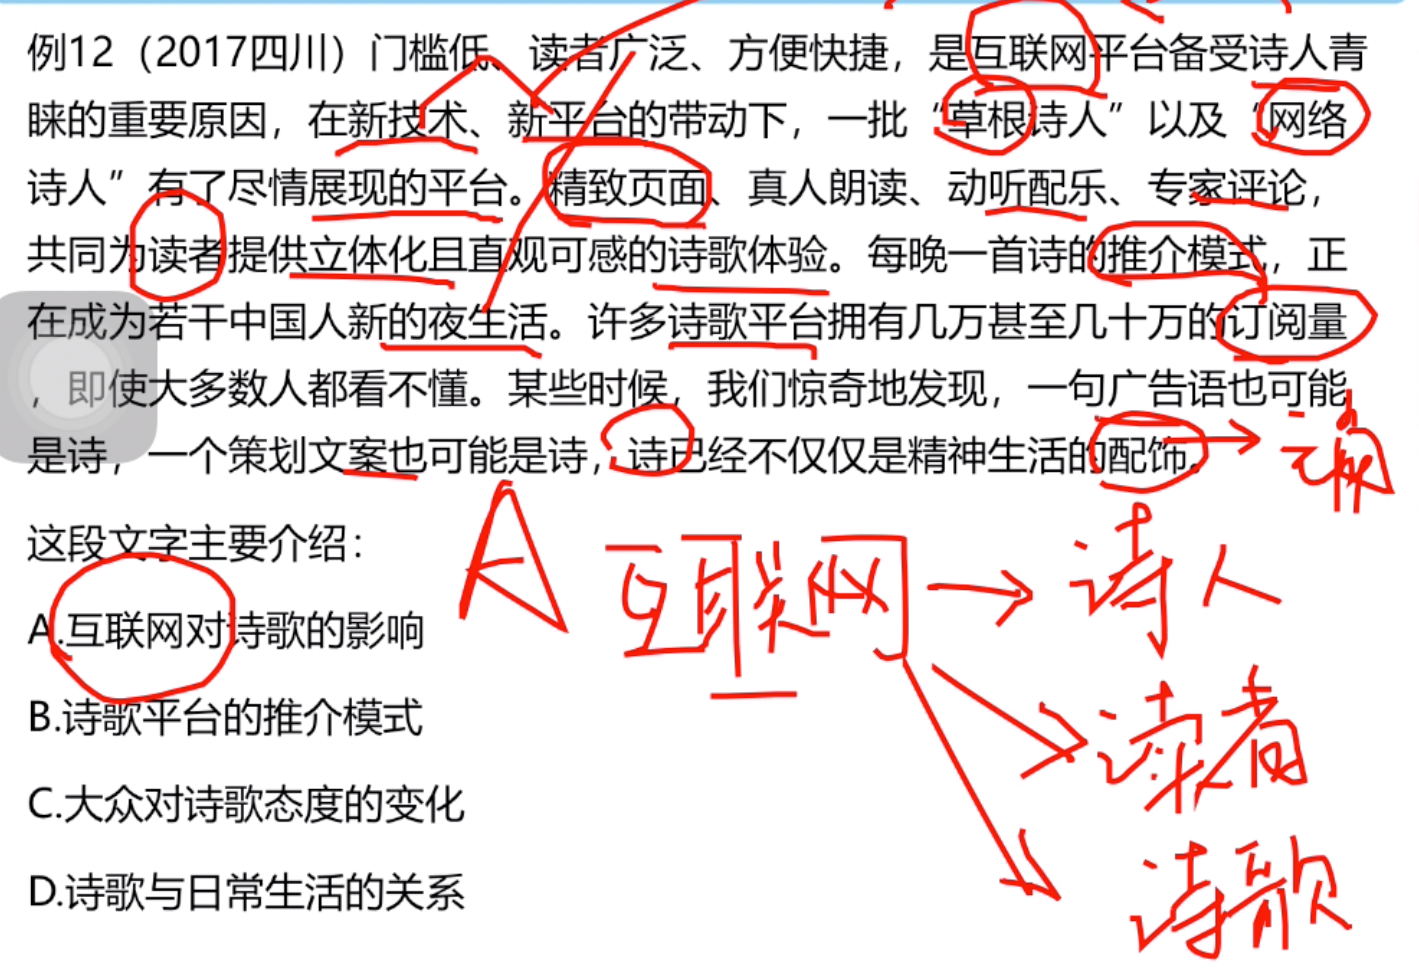 例12（2017四川）门槛低、读者广泛、方便快捷，是互联网平台备受诗人青
睐的重要原因，在新技术、新平台的带动下，一批“草根诗人”以及“网络
诗人”有了尽情展现的平台。精致页面、真人朗读、动听配乐、专家评论，
共同为读者提供立体化且直观可感的诗歌体验。每晚一首诗的推介模式，正
在成为若干中国人新的夜生活。许多诗歌平台拥有几万甚至几十万的订阅量
，即使大多数人都看不懂。某些时候，我们惊奇地发现，一句广告语也可能
是诗，一个策划文案也可能是诗，诗已经不仅仅是精神生活的配饰。
这段文字主要介绍：
A 互联网 → 诗人
A.互联网对诗歌的影响
B.诗歌平台的推介模式
读者
C.大众对诗歌态度的变化
D.诗歌与日常生活的关系
诗歌